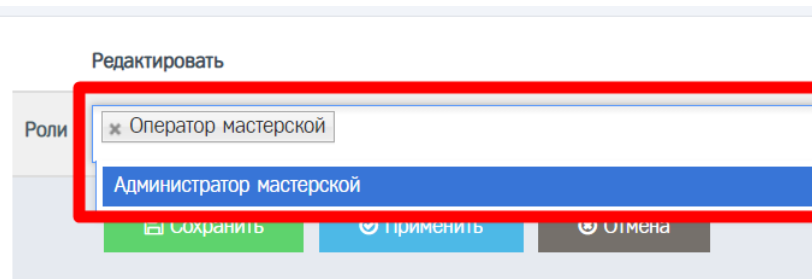 Редактировать
Роли
× Оператор мастерской
Администратор мастерской
Сохранить Применить Отмена